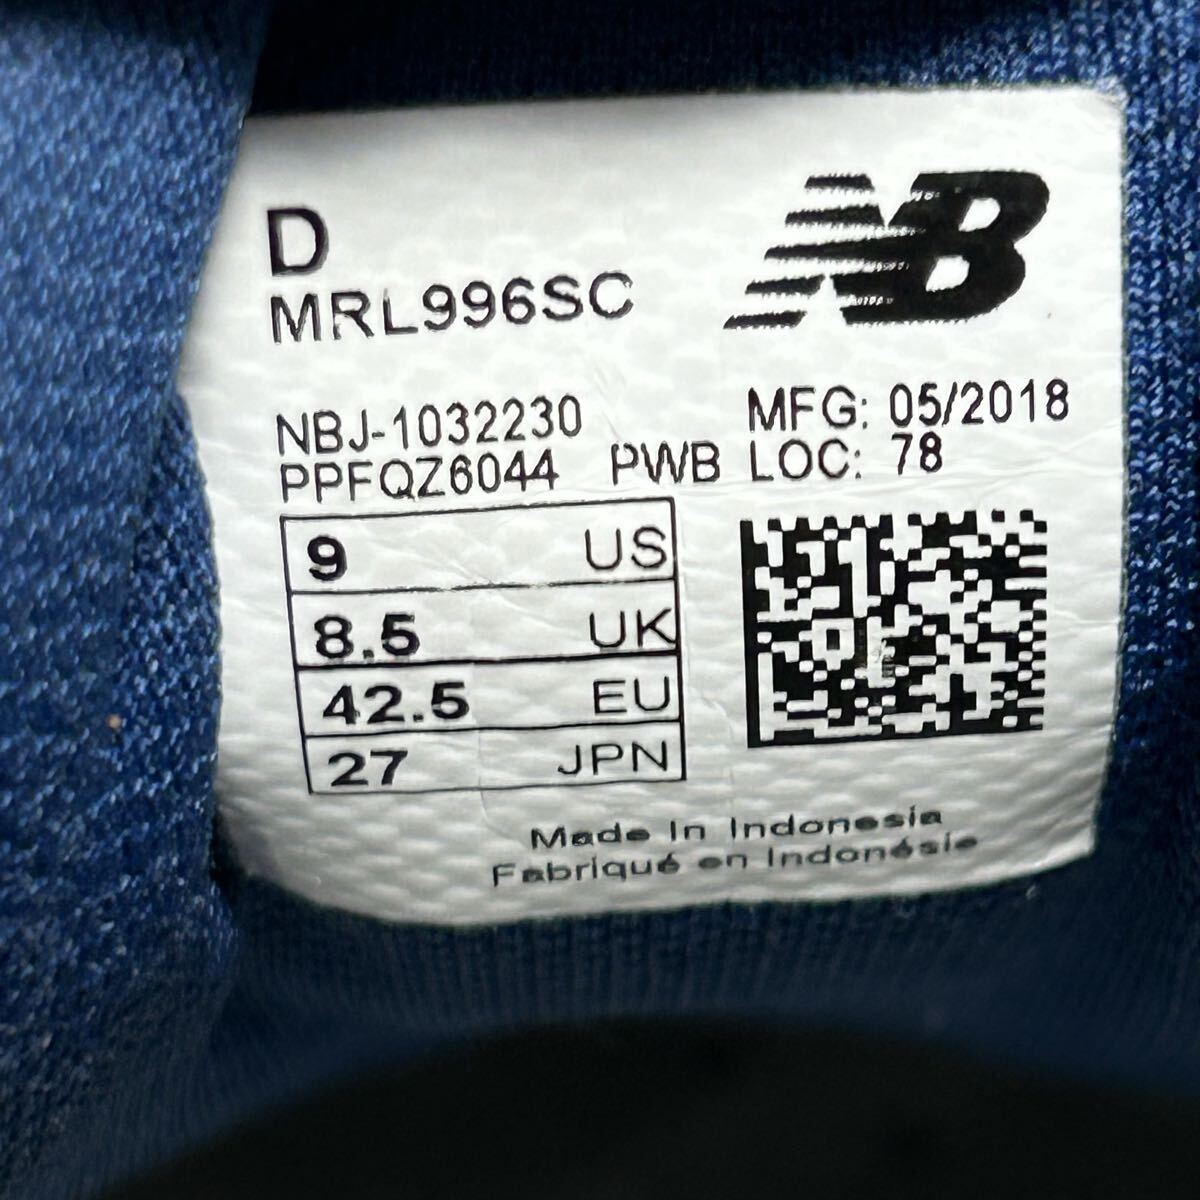 D
MRL996SC
NB
NBJ-1032230 MFG: 05/2018
PPFQZ6044 PWB LOC: 78
9 US
8.5 UK
42.5 EU
27 JPN
Made In Indonesia
Fabriqué en Indonésie